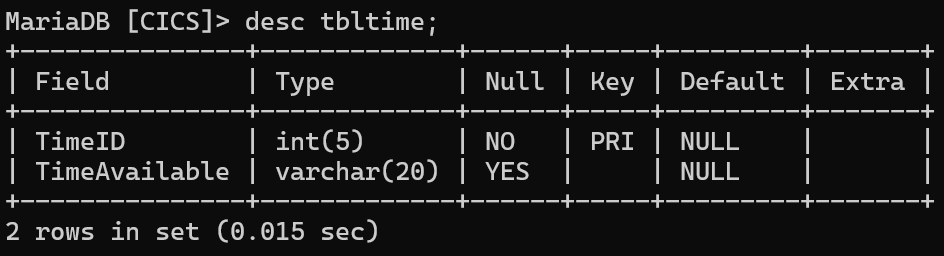 MariaDB [CICS]> desc tbltime;
+---------------+-------------+------+-----+---------+-------+
| Field         | Type        | Null | Key | Default | Extra |
+---------------+-------------+------+-----+---------+-------+
| TimeID        | int(5)      | NO   | PRI | NULL    |       |
| TimeAvailable | varchar(20) | YES  |     | NULL    |       |
+---------------+-------------+------+-----+---------+-------+
2 rows in set (0.015 sec)